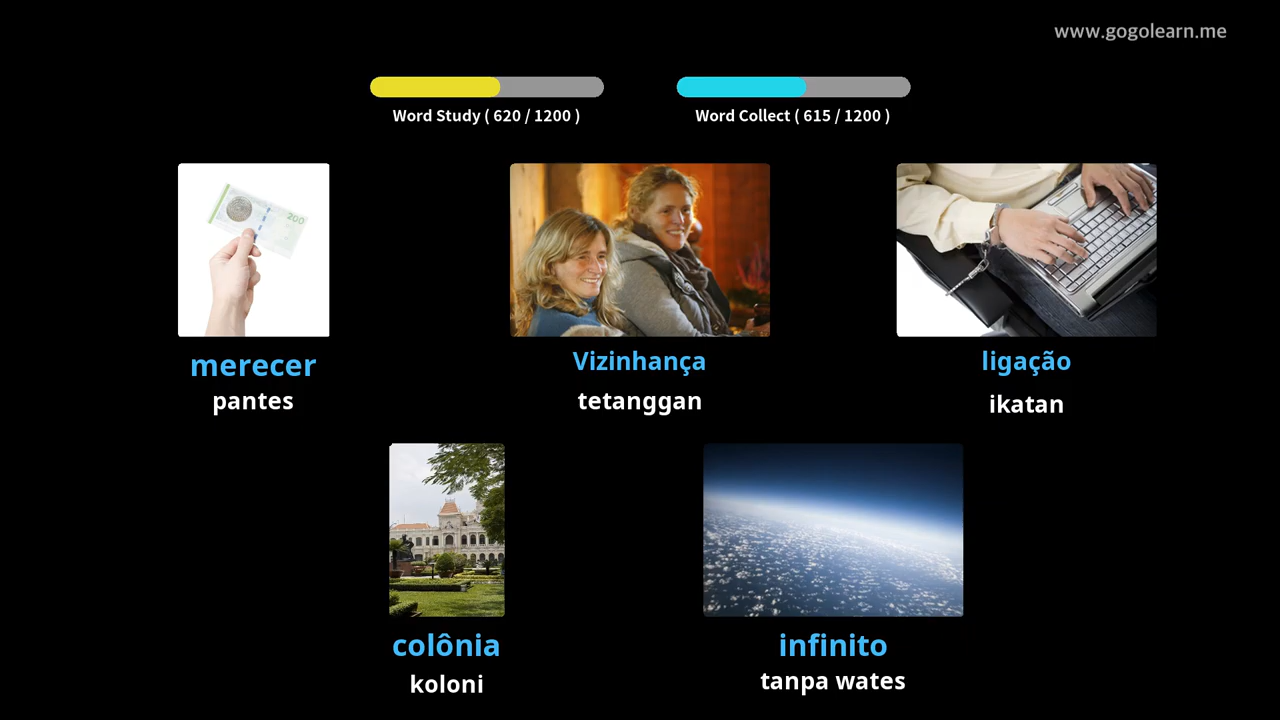 www.gogolearn.me
Word Study ( 620 / 1200 )
Word Collect ( 615 / 1200 )
200
merecer
pantes
Vizinhança
tetanggan
ligação
ikatan
colônia
koloni
infinito
tanpa wates